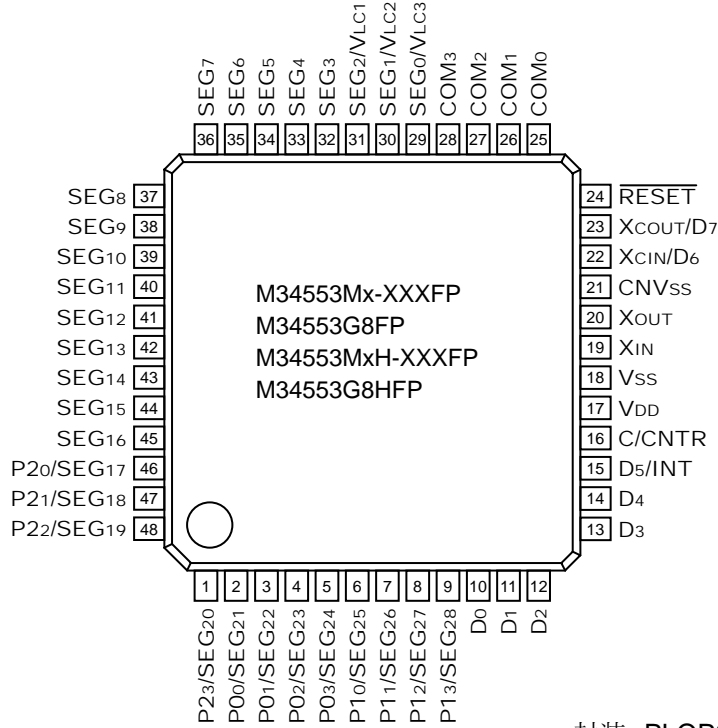 SEG7
SEG6
SEG5
SEG4
SEG3
SEG2/VLC1
SEG1/VLC2
SEG0/VLC3
COM3
COM2
COM1
COM0
36 35 34 33 32 31 30 29 28 27 26 25
SEG8 37
SEG9 38
SEG10 39
SEG11 40
SEG12 41
SEG13 42
SEG14 43
SEG15 44
SEG16 45
P20/SEG17 46
P21/SEG18 47
P22/SEG19 48
M34553Mx-XXXFP
M34553G8FP
M34553MxH-XXXFP
M34553G8HFP
24 RESET
23 XCOUT/D7
22 XCIN/D6
21 CNVSS
20 XOUT
19 XIN
18 VSS
17 VDD
16 C/CNTR
15 D5/INT
14 D4
13 D3
1 2 3 4 5 6 7 8 9 10 11 12
P23/SEG20
P00/SEG21
P01/SEG22
P02/SEG23
P03/SEG24
P10/SEG25
P11/SEG26
P12/SEG27
P13/SEG28
D0
D1
D2